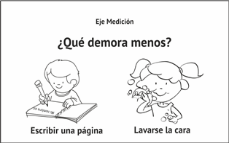 Eje Medición
¿Qué demora menos?
Escribir una página
Lavarse la cara